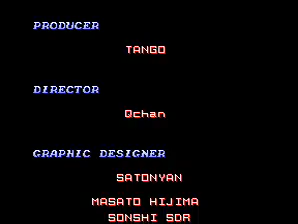 PRODUCER
TANGO
DIRECTOR
Qchan
GRAPHIC DESIGNER
SATONYAN
MASATO HIJIMA
SONSHI SDR